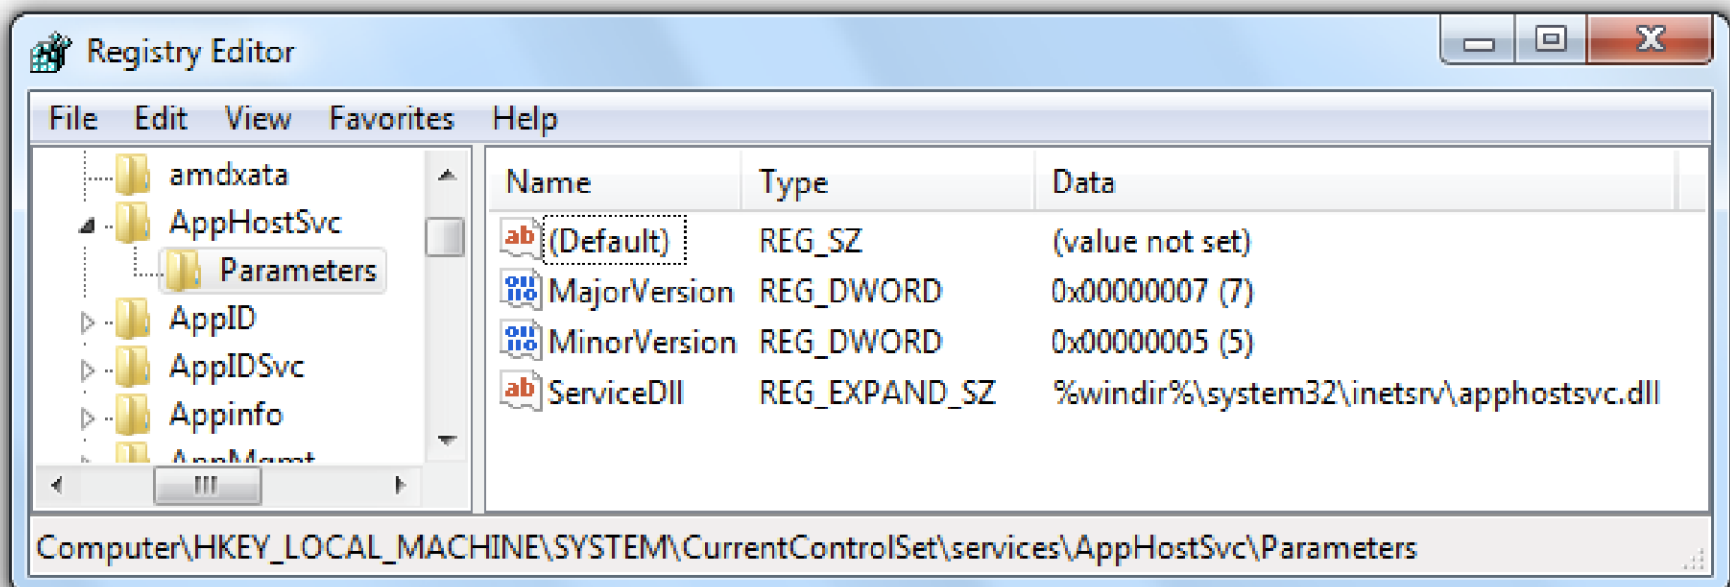 Registry Editor
File Edit View Favorites Help
amdxata
AppHostSvc
Parameters
AppID
AppIDSvc
Appinfo
AppMgmt
Name Type Data
(Default) REG_SZ (value not set)
MajorVersion REG_DWORD 0x00000007 (7)
MinorVersion REG_DWORD 0x00000005 (5)
ServiceDll REG_EXPAND_SZ %windir%\system32\inetsrv\apphostsvc.dll
Computer\HKEY_LOCAL_MACHINE\SYSTEM\CurrentControlSet\services\AppHostSvc\Parameters